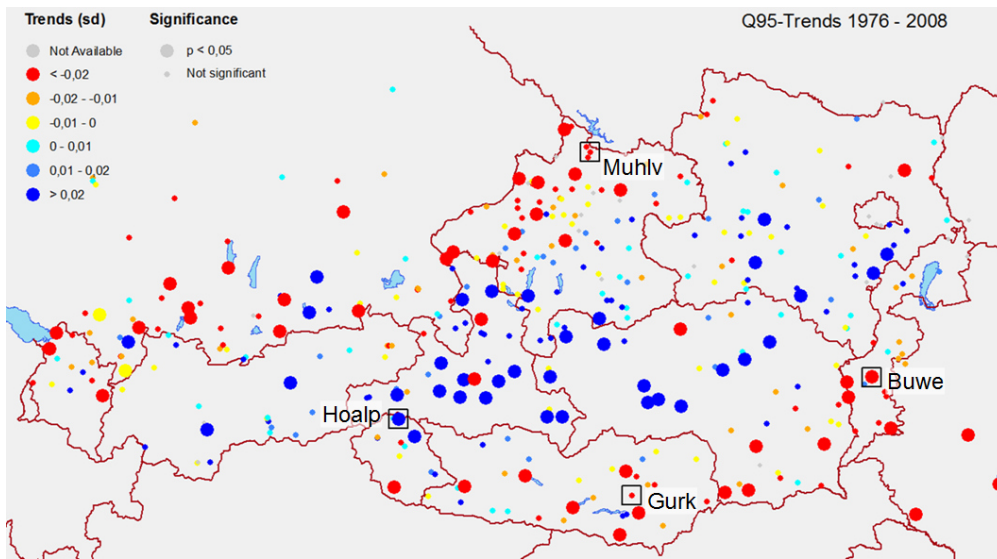 Trends (sd)
Significance
Q95-Trends 1976 - 2008
Not Available
p < 0,05
< -0,02
Not significant
-0,02 - -0,01
-0,01 - 0
0 - 0,01
0,01 - 0,02
> 0,02
Muhlv
Buwe
Hoalp
Gurk